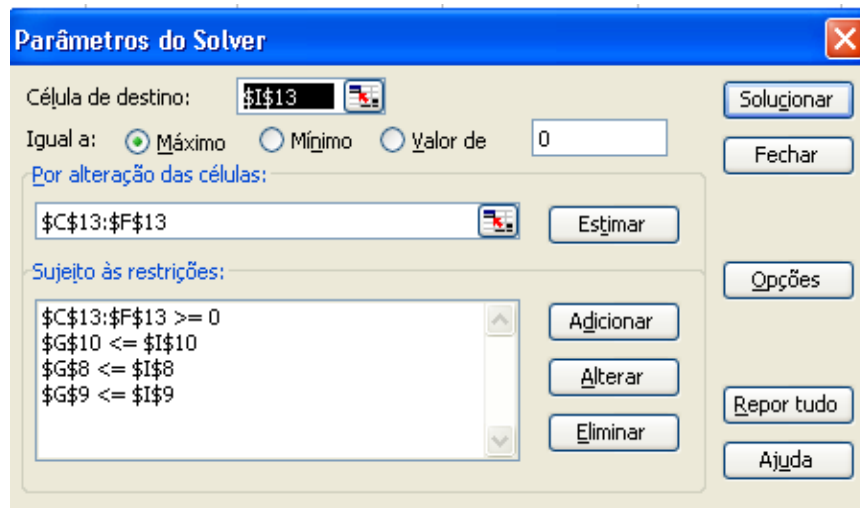 Parâmetros do Solver
Célula de destino: $I$13 Solucionar
Igual a: Máximo Mínimo Valor de 0 Fechar
Por alteração das células:
$C$13:$F$13 Estimar
Sujeito às restrições: Opções
$C$13:$F$13 >= 0 Adicionar
$G$10 <= $I$10
$G$8 <= $I$8 Alterar
$G$9 <= $I$9 Repor tudo
Eliminar
Ajuda